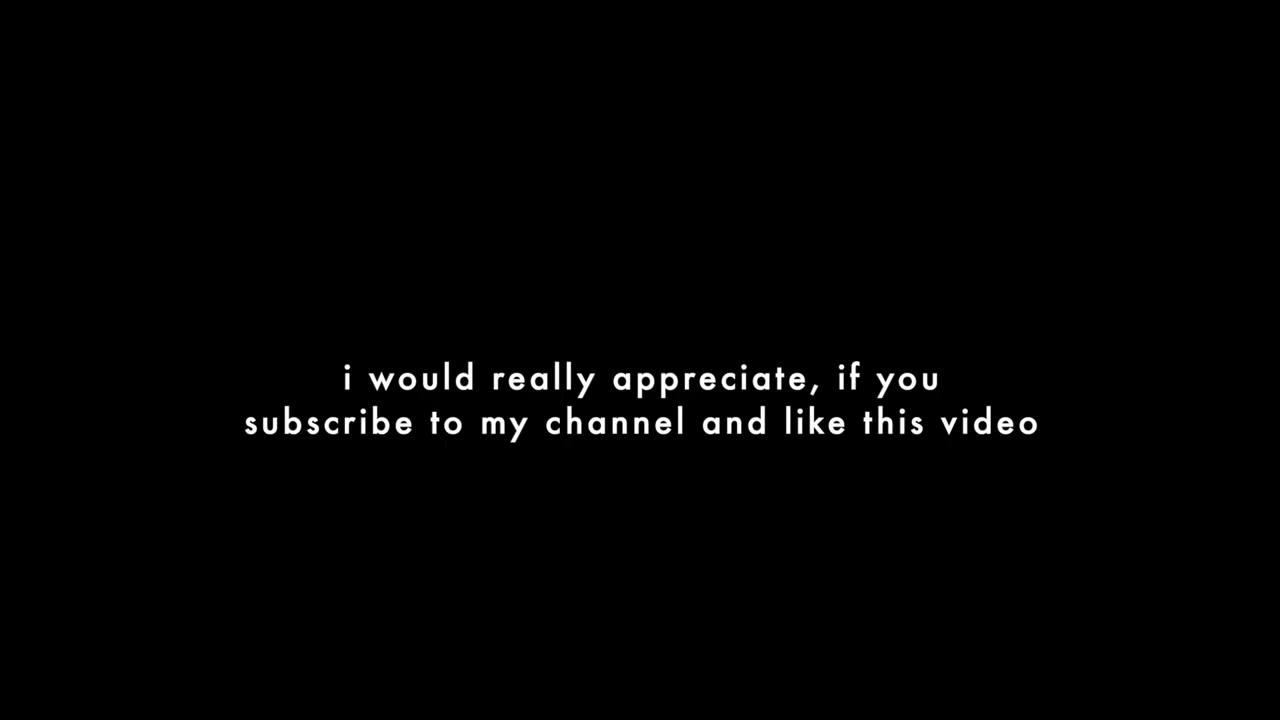 i would really appreciate, if you
subscribe to my channel and like this video